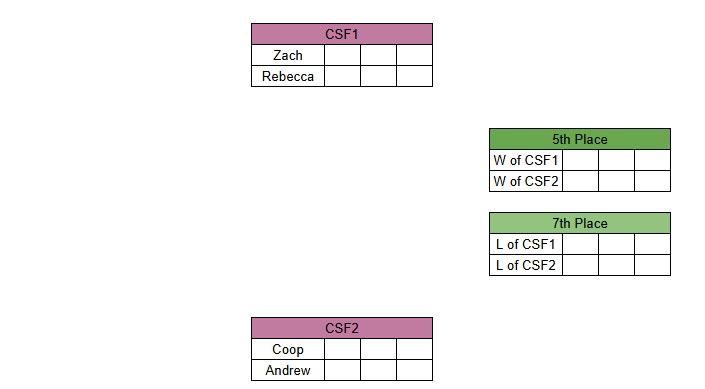 CSF1
Zach
Rebecca
5th Place
W of CSF1
W of CSF2
7th Place
L of CSF1
L of CSF2
CSF2
Coop
Andrew